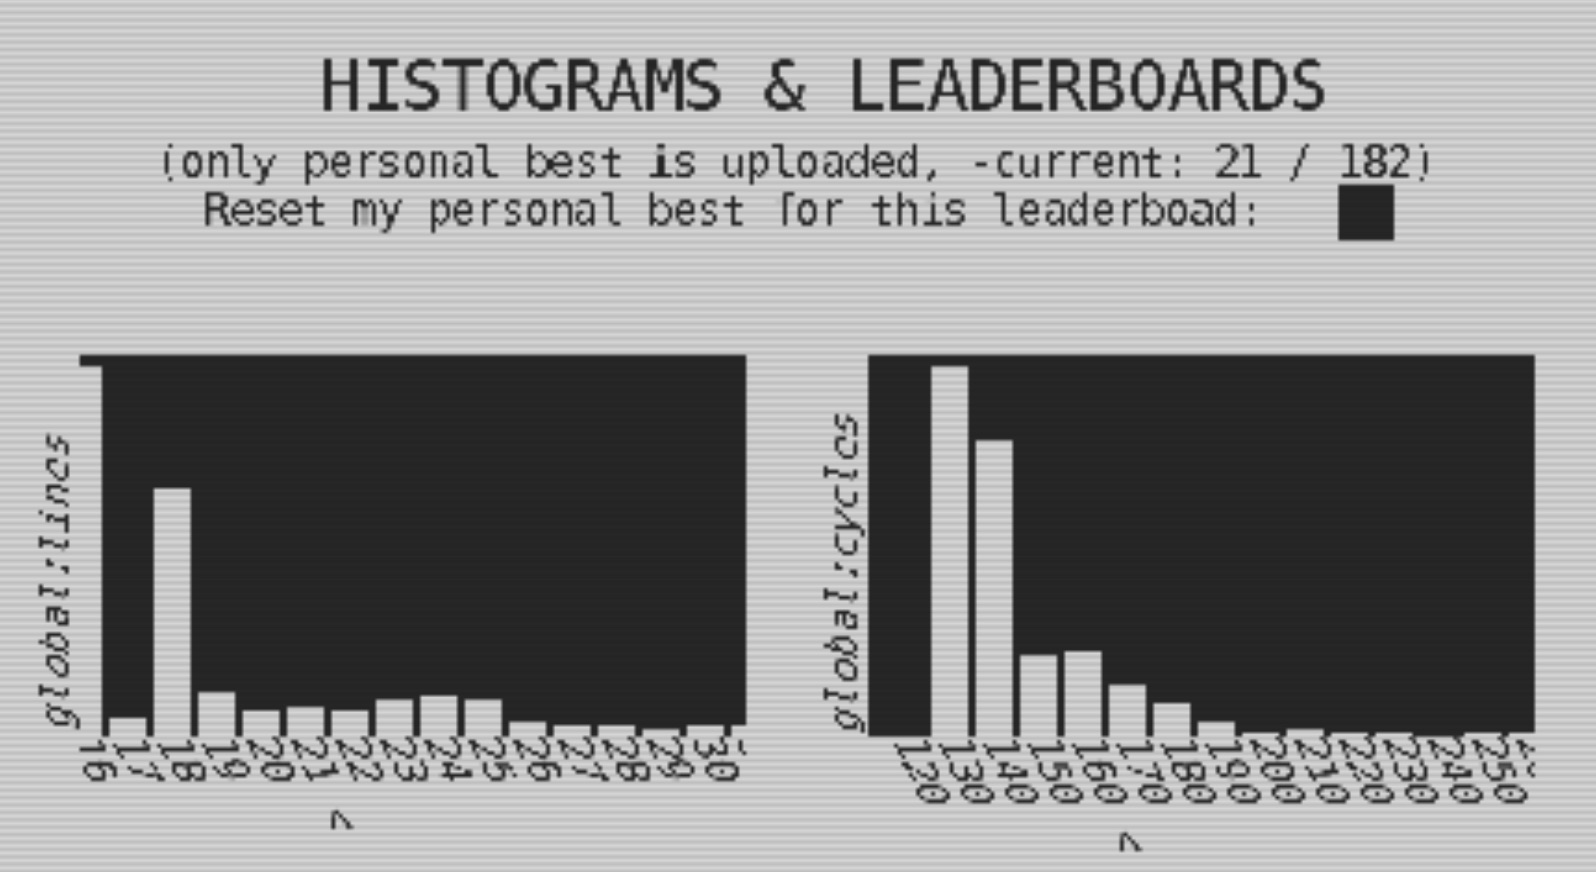 HISTOGRAMS & LEADERBOARDS
(only personal best is uploaded, -current: 21 / 182)
Reset my personal best for this leaderboad:
global:lines
16 17 18 19 20 21 22 23 24 25 26 27 28 29 30
^
global:cycles
120 130 140 150 160 170 180 190 200 210 220 230 240 250
^